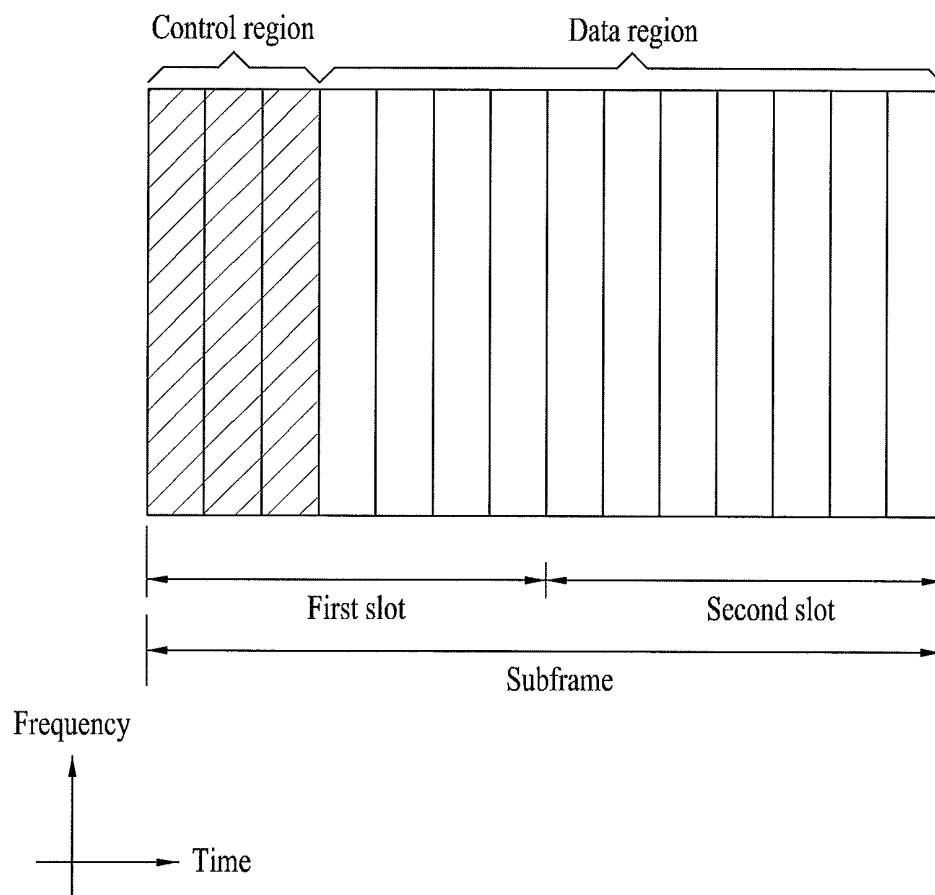 Control region
Data region
First slot
Second slot
Subframe
Frequency
Time